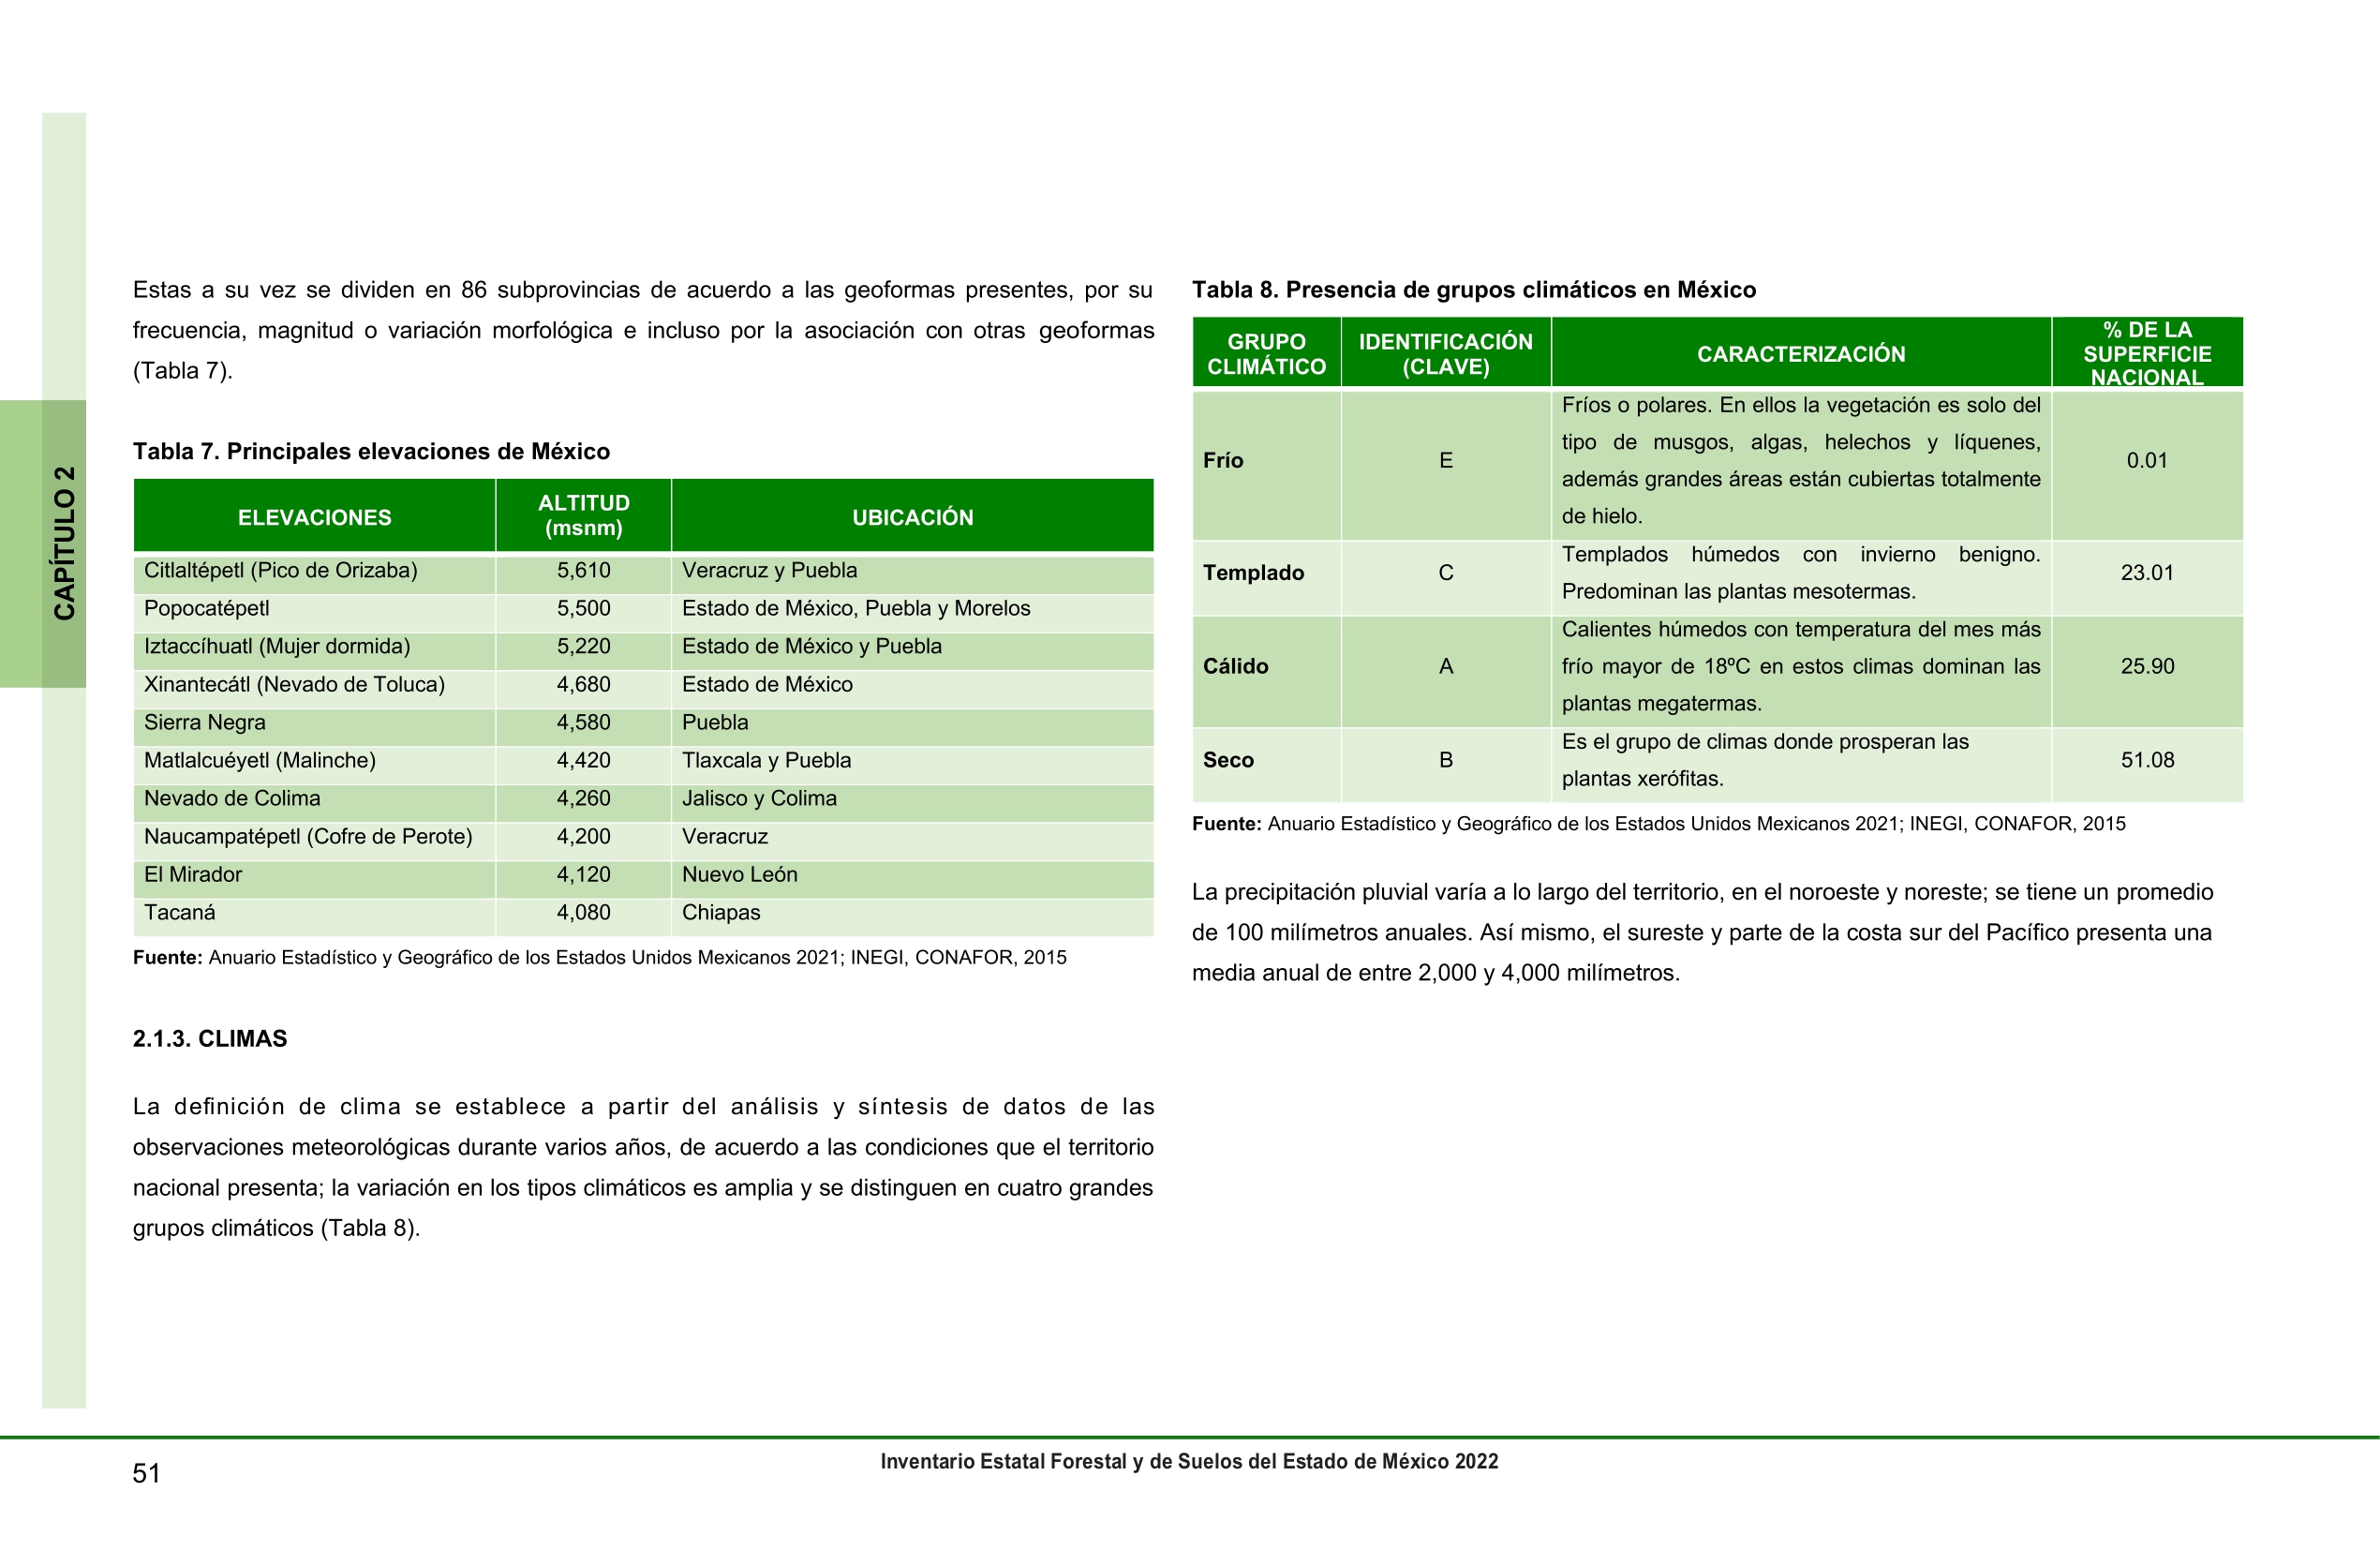 CAPÍTULO 2
Estas a su vez se dividen en 86 subprovincias de acuerdo a las geoformas presentes, por su
frecuencia, magnitud o variación morfológica e incluso por la asociación con otras geoformas
(Tabla 7).
Tabla 7. Principales elevaciones de México
ELEVACIONES ALTITUD (msnm) UBICACIÓN
Citlaltépetl (Pico de Orizaba) 5,610 Veracruz y Puebla
Popocatépetl 5,500 Estado de México, Puebla y Morelos
Iztaccíhuatl (Mujer dormida) 5,220 Estado de México y Puebla
Xinantecátl (Nevado de Toluca) 4,680 Estado de México
Sierra Negra 4,580 Puebla
Matlalcuéyetl (Malinche) 4,420 Tlaxcala y Puebla
Nevado de Colima 4,260 Jalisco y Colima
Naucampatépetl (Cofre de Perote) 4,200 Veracruz
El Mirador 4,120 Nuevo León
Tacaná 4,080 Chiapas
Fuente: Anuario Estadístico y Geográfico de los Estados Unidos Mexicanos 2021; INEGI, CONAFOR, 2015
2.1.3. CLIMAS
La definición de clima se establece a partir del análisis y síntesis de datos de las
observaciones meteorológicas durante varios años, de acuerdo a las condiciones que el territorio
nacional presenta; la variación en los tipos climáticos es amplia y se distinguen en cuatro grandes
grupos climáticos (Tabla 8).
Tabla 8. Presencia de grupos climáticos en México
GRUPO CLIMÁTICO IDENTIFICACIÓN (CLAVE) CARACTERIZACIÓN % DE LA SUPERFICIE NACIONAL
Frío E Fríos o polares. En ellos la vegetación es solo del
tipo de musgos, algas, helechos y líquenes,
además grandes áreas están cubiertas totalmente
de hielo. 0.01
Templado C Templados húmedos con invierno benigno.
Predominan las plantas mesotermas. 23.01
Cálido A Calientes húmedos con temperatura del mes más
frío mayor de 18ºC en estos climas dominan las
plantas megatermas. 25.90
Seco B Es el grupo de climas donde prosperan las
plantas xerófitas. 51.08
Fuente: Anuario Estadístico y Geográfico de los Estados Unidos Mexicanos 2021; INEGI, CONAFOR, 2015
La precipitación pluvial varía a lo largo del territorio, en el noroeste y noreste; se tiene un promedio
de 100 milímetros anuales. Así mismo, el sureste y parte de la costa sur del Pacífico presenta una
media anual de entre 2,000 y 4,000 milímetros.
51
Inventario Estatal Forestal y de Suelos del Estado de México 2022